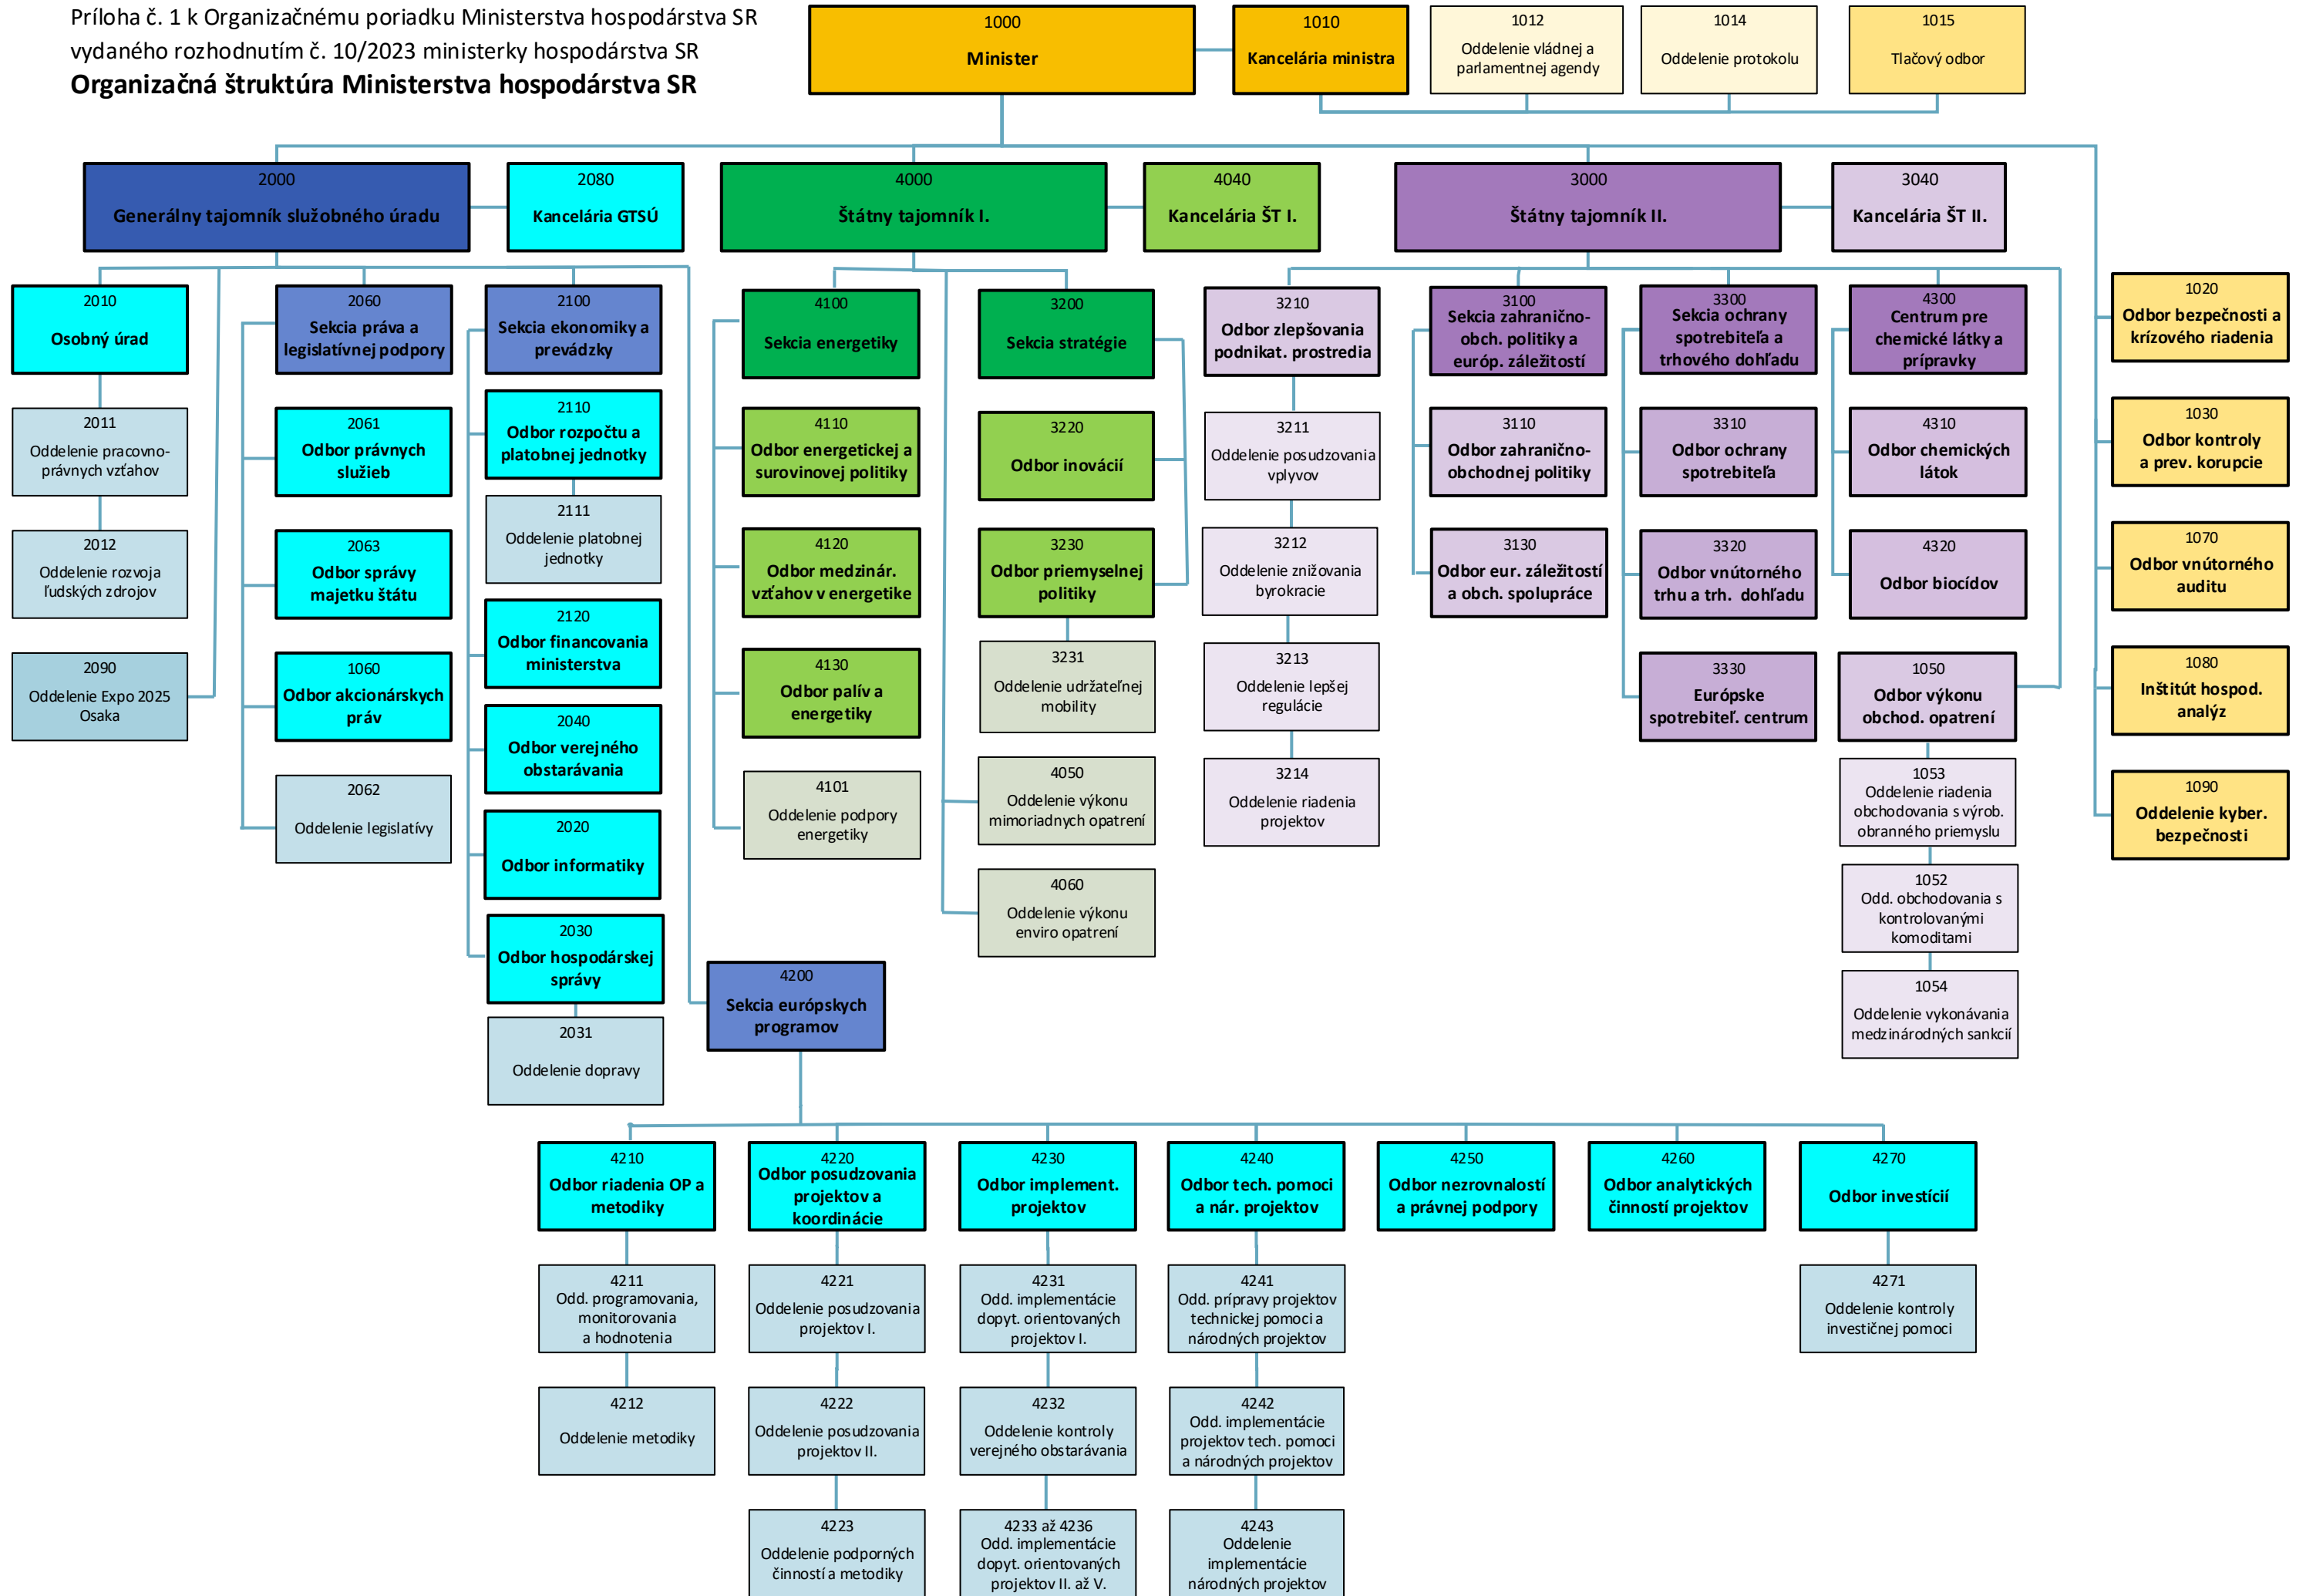 Príloha č. 1 k Organizačnému poriadku Ministerstva hospodárstva SR
vydaného rozhodnutím č. 10/2023 ministerky hospodárstva SR
Organizačná štruktúra Ministerstva hospodárstva SR
1000
Minister
1010
Kancelária ministra
1012
Oddelenie vládnej a
parlamentnej agendy
1014
Oddelenie protokolu
1015
Tlačový odbor
2000
Generálny tajomník služobného úradu
2080
Kancelária GTSÚ
4000
Štátny tajomník I.
4040
Kancelária ŠT I.
3000
Štátny tajomník II.
3040
Kancelária ŠT II.
2010
Osobný úrad
2011
Oddelenie pracovno-
právnych vzťahov
2012
Oddelenie rozvoja
ľudských zdrojov
2090
Oddelenie Expo 2025
Osaka
2060
Sekcia práva a
legislatívnej podpory
2061
Odbor právnych
služieb
2063
Odbor správy
majetku štátu
1060
Odbor akcionárskych
práv
2062
Oddelenie legislatívy
2100
Sekcia ekonomiky a
prevádzky
2110
Odbor rozpočtu a
platobnej jednotky
2111
Oddelenie platobnej
jednotky
2120
Odbor financovania
ministerstva
2040
Odbor verejného
obstarávania
2020
Odbor informatiky
2030
Odbor hospodárskej
správy
2031
Oddelenie dopravy
4100
Sekcia energetiky
4110
Odbor energetickej a
surovinovej politiky
4120
Odbor medzinár.
vzťahov v energetike
4130
Odbor palív a
energetiky
4101
Oddelenie podpory
energetiky
3200
Sekcia stratégie
3220
Odbor inovácií
3230
Odbor priemyselnej
politiky
3231
Oddelenie udržateľnej
mobility
4050
Oddelenie výkonu
mimoriadnych opatrení
4060
Oddelenie výkonu
enviro opatrení
3210
Odbor zlepšovania
podnikat. prostredia
3211
Oddelenie posudzovania
vplyvov
3212
Oddelenie znižovania
byrokracie
3213
Oddelenie lepšej
regulácie
3214
Oddelenie riadenia
projektov
3100
Sekcia zahranično-
obch. politiky a
európ. záležitostí
3110
Odbor zahranično-
obchodnej politiky
3130
Odbor eur. záležitostí
a obch. spolupráce
3300
Sekcia ochrany
spotrebiteľa a
trhového dohľadu
3310
Odbor ochrany
spotrebiteľa
3320
Odbor vnútorného
trhu a trh. dohľadu
3330
Európske
spotrebiteľ. centrum
4300
Centrum pre
chemické látky a
prípravky
4310
Odbor chemických
látok
4320
Odbor biocídov
1050
Odbor výkonu
obchod. opatrení
1053
Oddelenie riadenia
obchodovania s výrob.
obranného priemyslu
1052
Odd. obchodovania s
kontrolovanými
komoditami
1054
Oddelenie vykonávania
medzinárodných sankcií
1020
Odbor bezpečnosti a
krízového riadenia
1030
Odbor kontroly
a prev. korupcie
1070
Odbor vnútorného
auditu
1080
Inštitút hospod.
analýz
1090
Oddelenie kyber.
bezpečnosti
4200
Sekcia európskych
programov
4210
Odbor riadenia OP a
metodiky
4211
Odd. programovania,
monitorovania
a hodnotenia
4212
Oddelenie metodiky
4220
Odbor posudzovania
projektov a
koordinácie
4221
Oddelenie posudzovania
projektov I.
4222
Oddelenie posudzovania
projektov II.
4223
Oddelenie podporných
činností a metodiky
4230
Odbor implement.
projektov
4231
Odd. implementácie
dopyt. orientovaných
projektov I.
4232
Oddelenie kontroly
verejného obstarávania
4233 až 4236
Odd. implementácie
dopyt. orientovaných
projektov II. až V.
4240
Odbor tech. pomoci
a nár. projektov
4241
Odd. prípravy projektov
technickej pomoci a
národných projektov
4242
Odd. implementácie
projektov tech. pomoci
a národných projektov
4243
Oddelenie
implementácie
národných projektov
4250
Odbor nezrovnalostí
a právnej podpory
4260
Odbor analytických
činností projektov
4270
Odbor investícií
4271
Oddelenie kontroly
investičnej pomoci